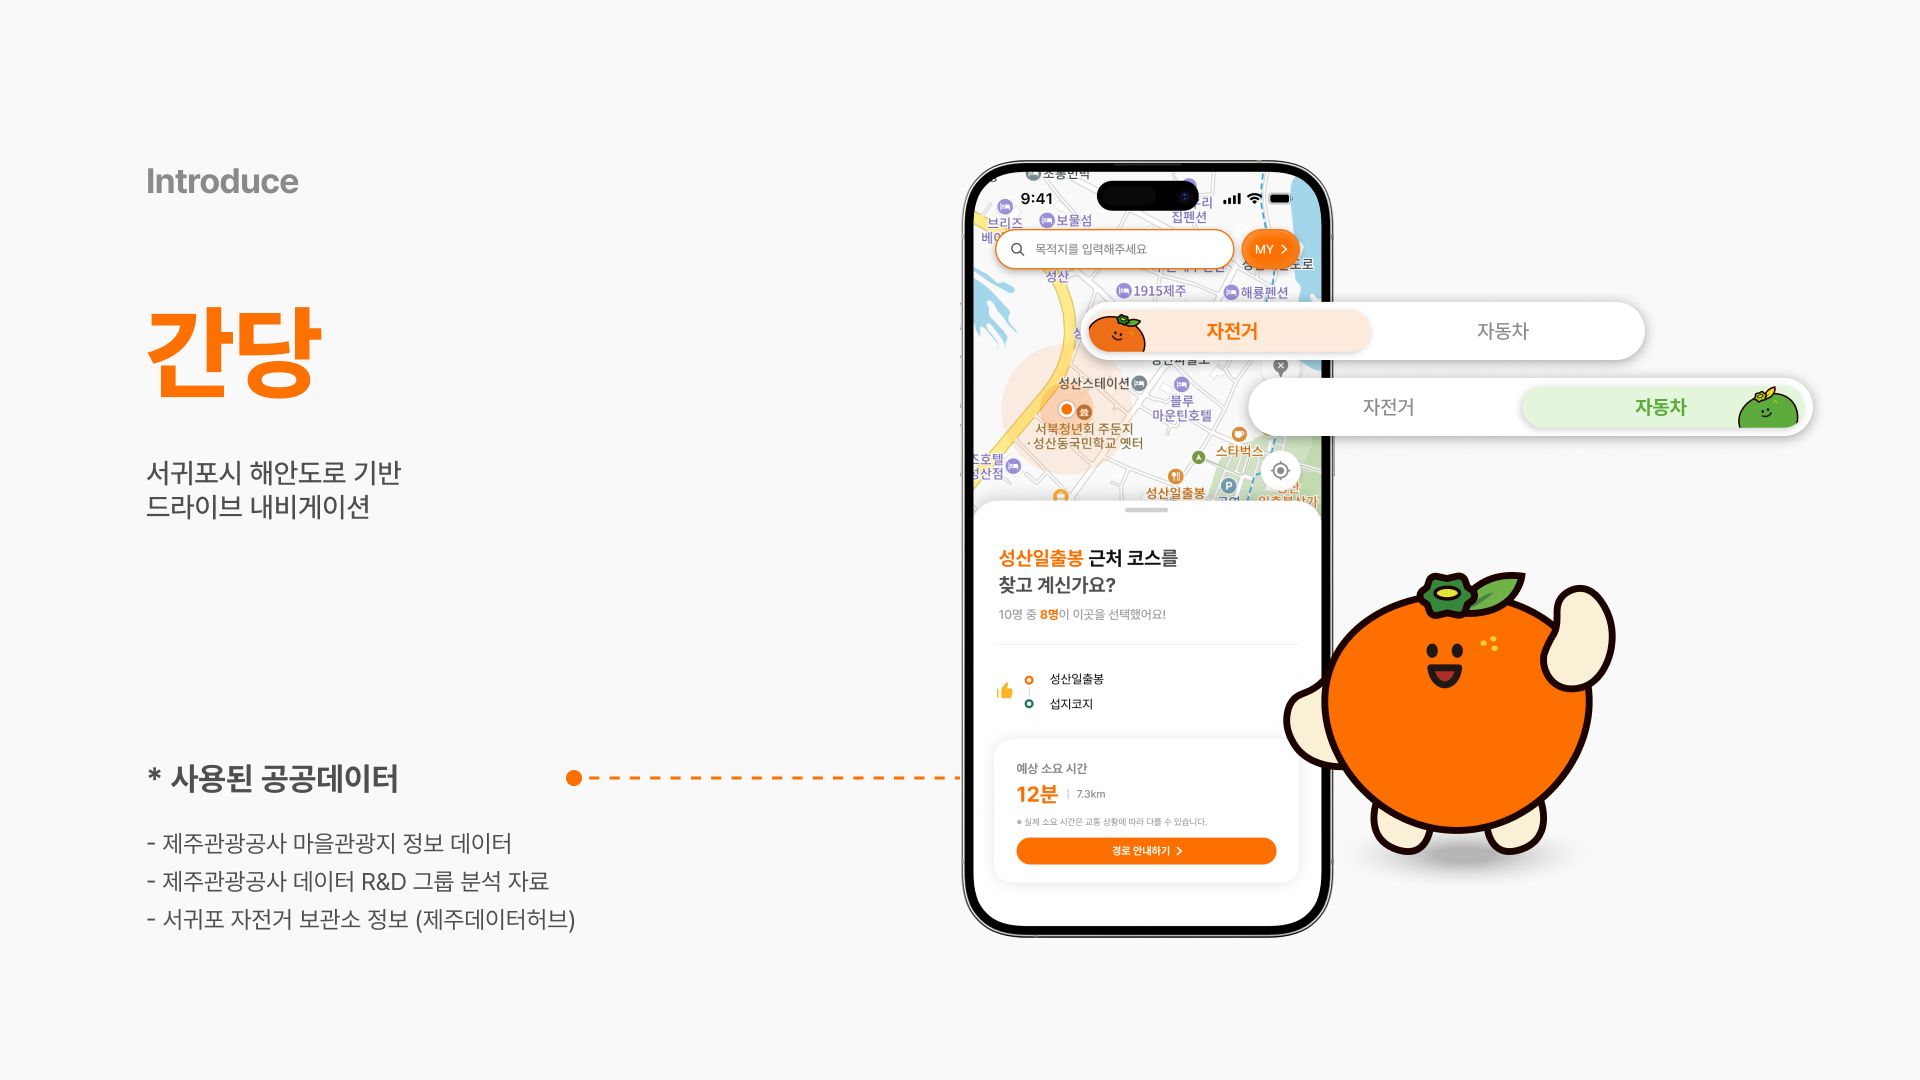 Introduce
간당
서귀포시 해안도로 기반
드라이브 내비게이션
* 사용된 공공데이터
- 제주관광공사 마을관광지 정보 데이터
- 제주관광공사 데이터 R&D 그룹 분석 자료
- 서귀포 자전거 보관소 정보 (제주데이터허브)
9:41
브리즈
보물섬
집펜션
목적지를 입력해주세요
MY
성산
1915제주
해룸펜션
자전거
자동차
자전거
자동차
성산스테이션
블루
마운틴호텔
서북청년회 주둔지
·성산동국민학교 옛터
스타벅스
성산일출봉
P
성산일출봉 근처 코스를
찾고 계신가요?
10명 중 8명이 이곳을 선택했어요!
성산일출봉
섭지코지
예상 소요 시간
12분 | 7.3km
※ 실제 소요 시간은 교통 상황에 따라 다를 수 있습니다.
경로 안내하기